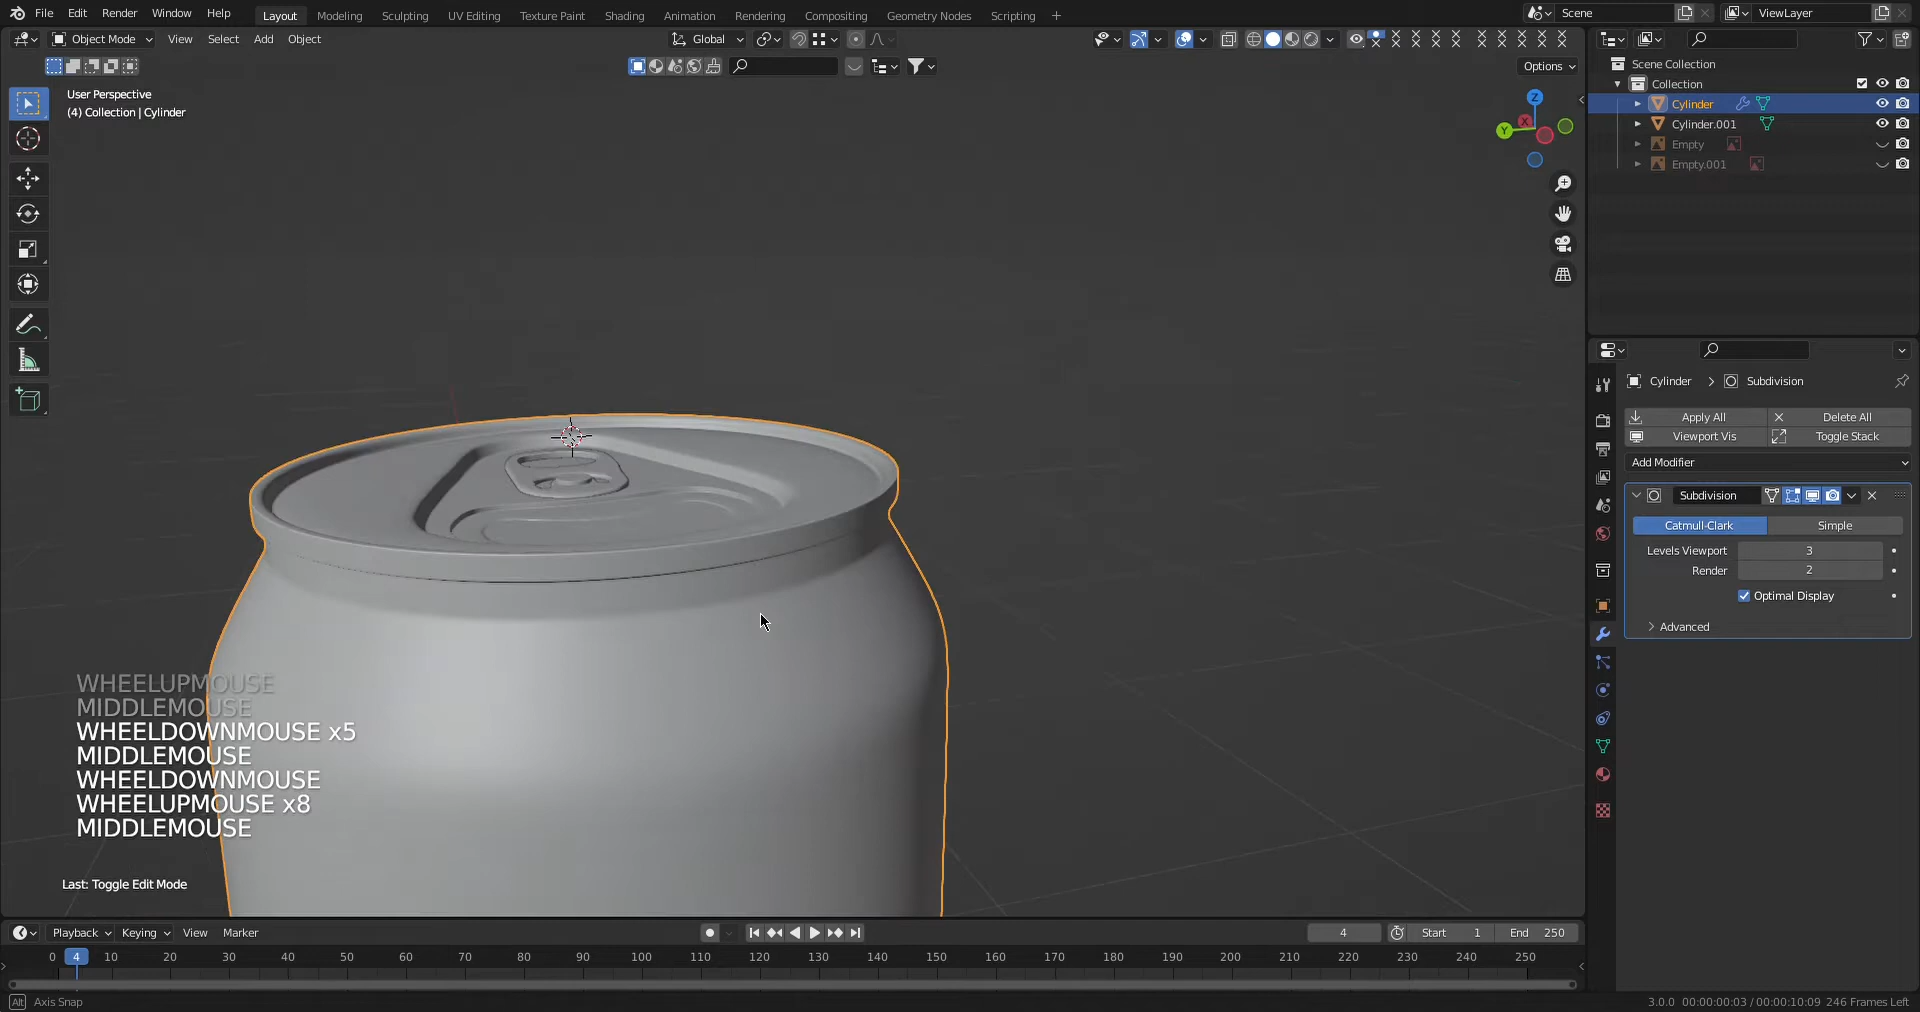 File Edit Render Window Help
Layout Modeling Sculpting UV Editing Texture Paint Shading Animation Rendering Compositing Geometry Nodes Scripting +
Scene
ViewLayer
Object Mode View Select Add Object
Global
Options
User Perspective
(4) Collection | Cylinder
Z
Y
X
Scene Collection
Collection
Cylinder
Cylinder.001
Empty
Empty.001
Cylinder > Subdivision
Apply All Delete All
Viewport Vis Toggle Stack
Add Modifier
Subdivision
Catmull-Clark Simple
Levels Viewport 3
Render 2
Optimal Display
Advanced
WHEELUPMOUSE
MIDDLEMOUSE
WHEELDOWNMOUSE x5
MIDDLEMOUSE
WHEELDOWNMOUSE
WHEELUPMOUSE x8
MIDDLEMOUSE
Last: Toggle Edit Mode
Playback Keying View Marker
4 Start 1 End 250
0 4 10 20 30 40 50 60 70 80 90 100 110 120 130 140 150 160 170 180 190 200 210 220 230 240 250
Alt Axis Snap
3.0.0 00:00:00:03 / 00:00:10:09 246 Frames Left